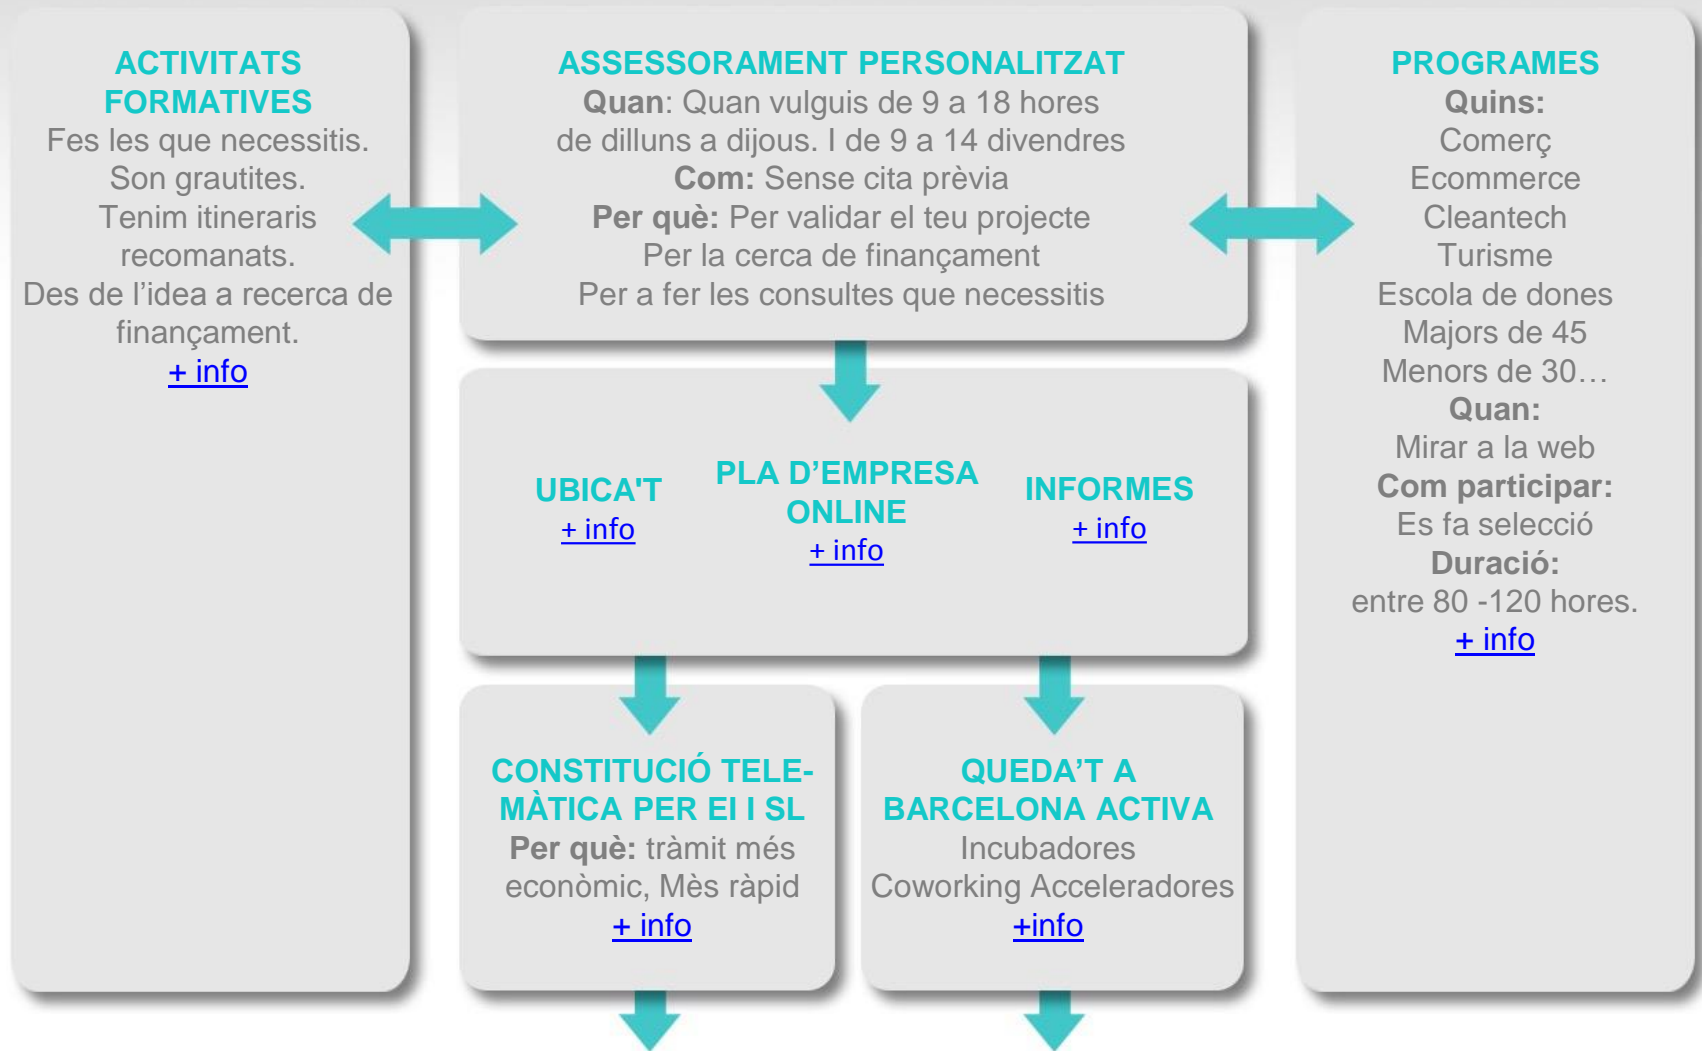 ACTIVITATS
FORMATIVES
Fes les que necessitis.
Son grautites.
Tenim itineraris
recomanats.
Des de l’idea a recerca de
finançament.
+ info
ASSESSORAMENT PERSONALITZAT
Quan: Quan vulguis de 9 a 18 hores
de dilluns a dijous. I de 9 a 14 divendres
Com: Sense cita prèvia
Per què: Per validar el teu projecte
Per la cerca de finançament
Per a fer les consultes que necessitis
UBICA'T
+ info
PLA D’EMPRESA
ONLINE
+ info
INFORMES
+ info
CONSTITUCIÓ TELE-
MÀTICA PER EI I SL
Per què: tràmit més
econòmic, Mès ràpid
+ info
QUEDA’T A
BARCELONA ACTIVA
Incubadores
Coworking Acceleradores
+info
PROGRAMES
Quins:
Comerç
Ecommerce
Cleantech
Turisme
Escola de dones
Majors de 45
Menors de 30…
Quan:
Mirar a la web
Com participar:
Es fa selecció
Duració:
entre 80 -120 hores.
+ info